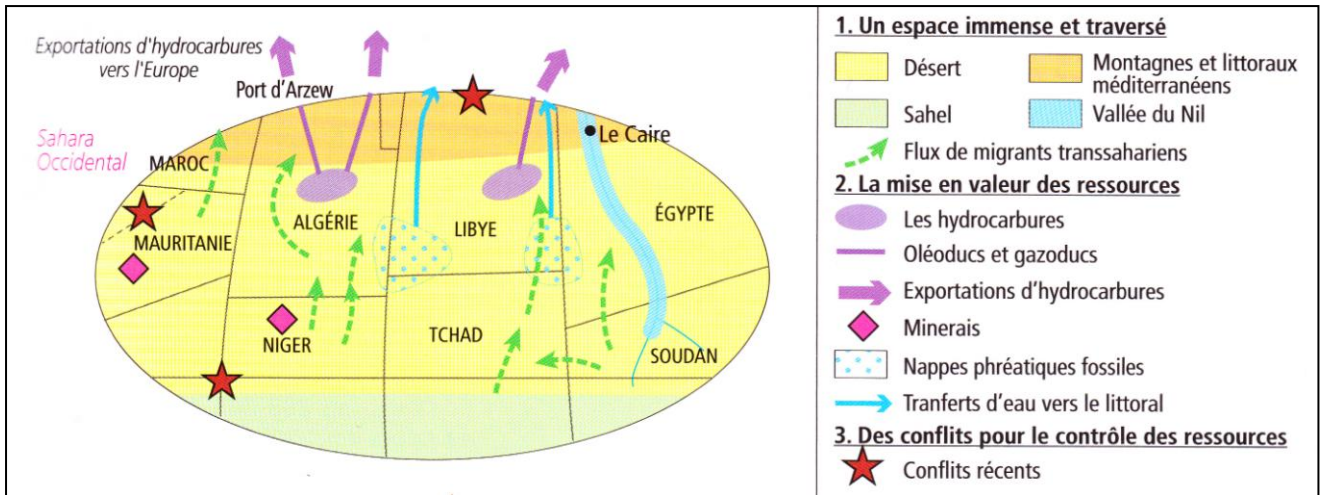 Exportations d'hydrocarbures
vers l'Europe
Port d'Arzew
Sahara
Occidental
MAROC
Le Caire
ALGÉRIE
LIBYE
ÉGYPTE
MAURITANIE
NIGER
TCHAD
SOUDAN
1. Un espace immense et traversé
Désert
Montagnes et littoraux
méditerranéens
Sahel
Vallée du Nil
Flux de migrants transsahariens
2. La mise en valeur des ressources
Les hydrocarbures
Oléoducs et gazoducs
Exportations d'hydrocarbures
Minerais
Nappes phréatiques fossiles
Tranferts d'eau vers le littoral
3. Des conflits pour le contrôle des ressources
Conflits récents